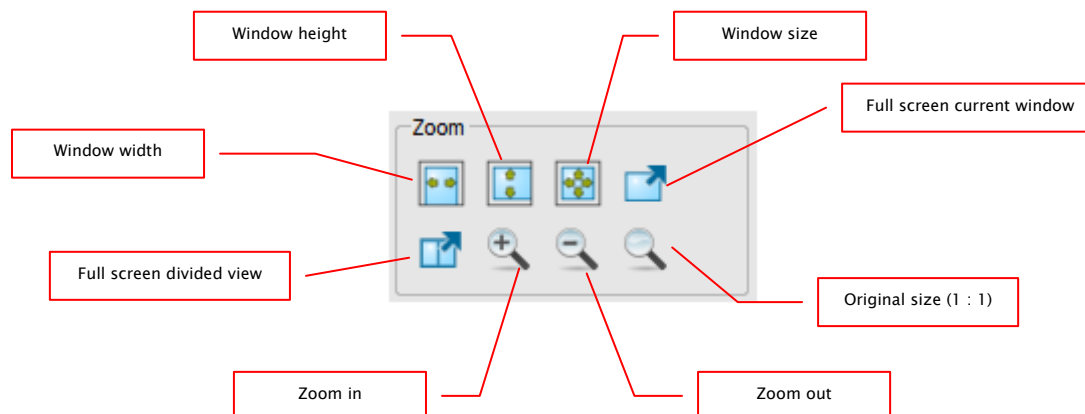 Window height
Window size
Full screen current window
Zoom
Window width
Full screen divided view
Original size (1 : 1)
Zoom in
Zoom out